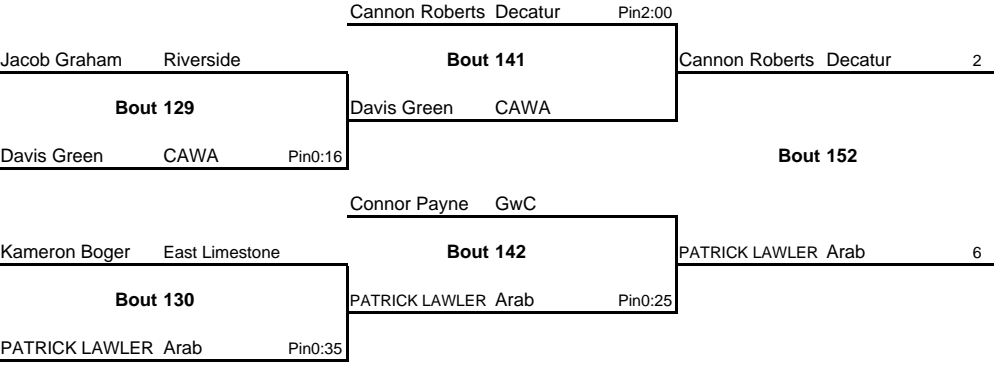 Cannon Roberts Decatur Pin2:00
Jacob Graham Riverside Bout 141 Cannon Roberts Decatur 2
Bout 129 Davis Green CAWA
Davis Green CAWA Pin0:16 Bout 152
Connor Payne GwC
Kameron Boger East Limestone Bout 142 PATRICK LAWLER Arab 6
Bout 130 PATRICK LAWLER Arab Pin0:25
PATRICK LAWLER Arab Pin0:35